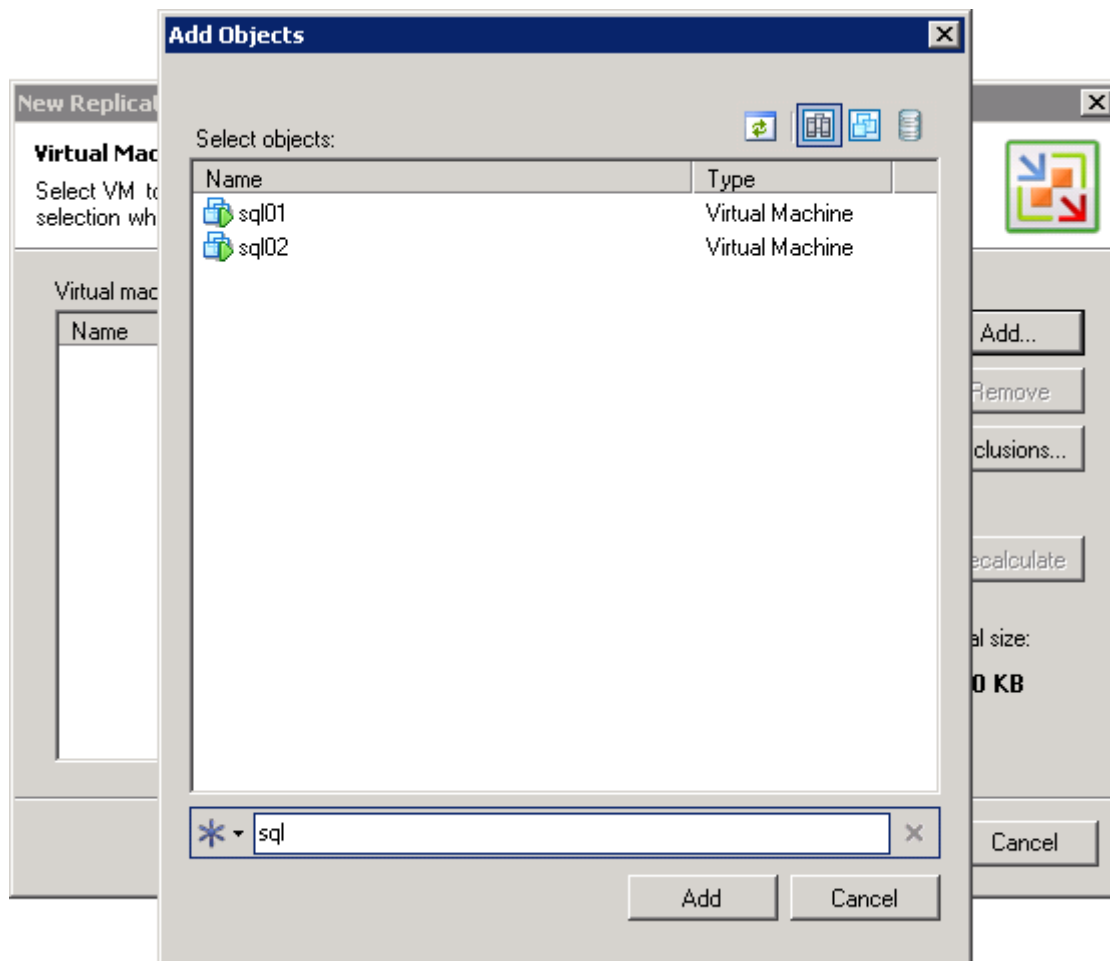 Add Objects
New Replicat
Virtual Mac
Select VM to
selection wh
Select objects:
Name Type
sql01 Virtual Machine
sql02 Virtual Machine
Virtual mac
Name
Add...
Remove
clusions...
ecalculate
al size:
0 KB
sql
Add Cancel
Cancel